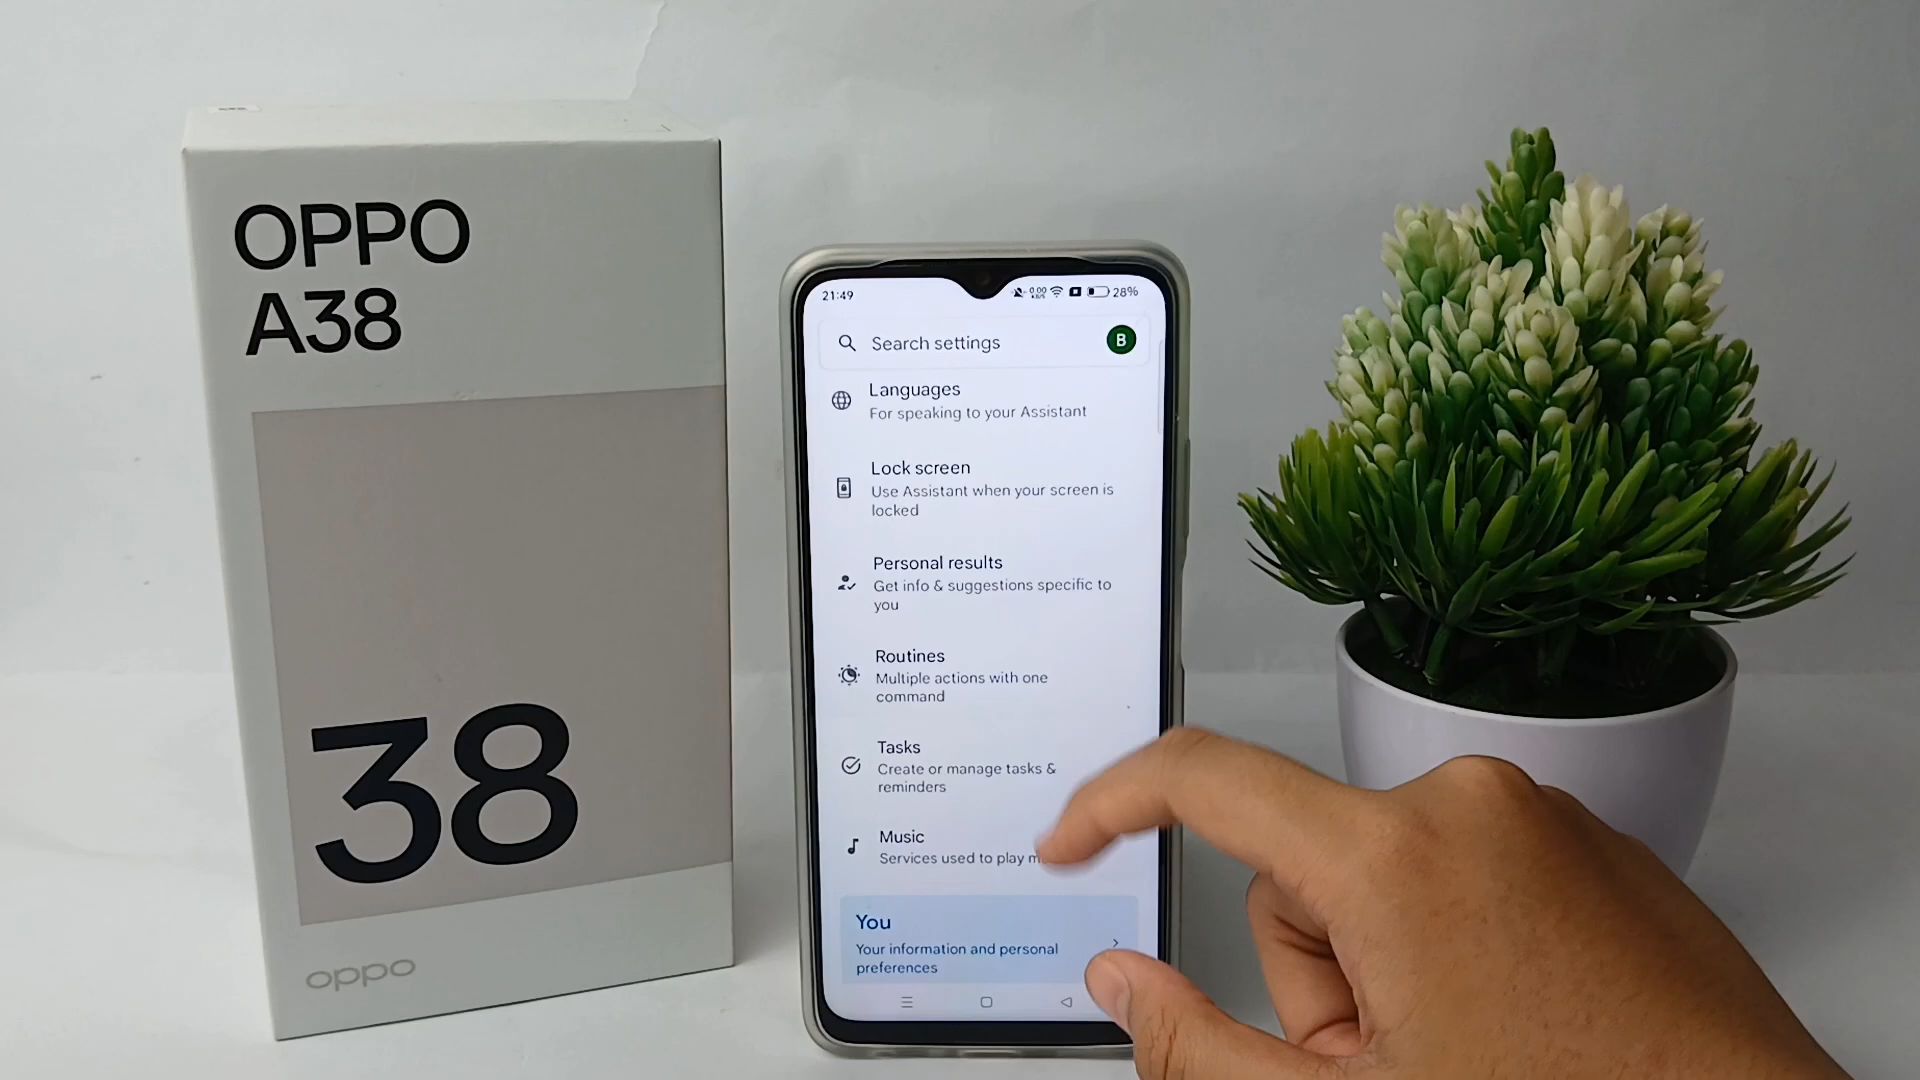 OPPO
A38
38
oppo
21:49
0.00
28%
Search settings
B
Languages
For speaking to your Assistant
Lock screen
Use Assistant when your screen is
locked
Personal results
Get info & suggestions specific to
you
Routines
Multiple actions with one
command
Tasks
Create or manage tasks &
reminders
Music
Services used to play
You
Your information and personal
preferences